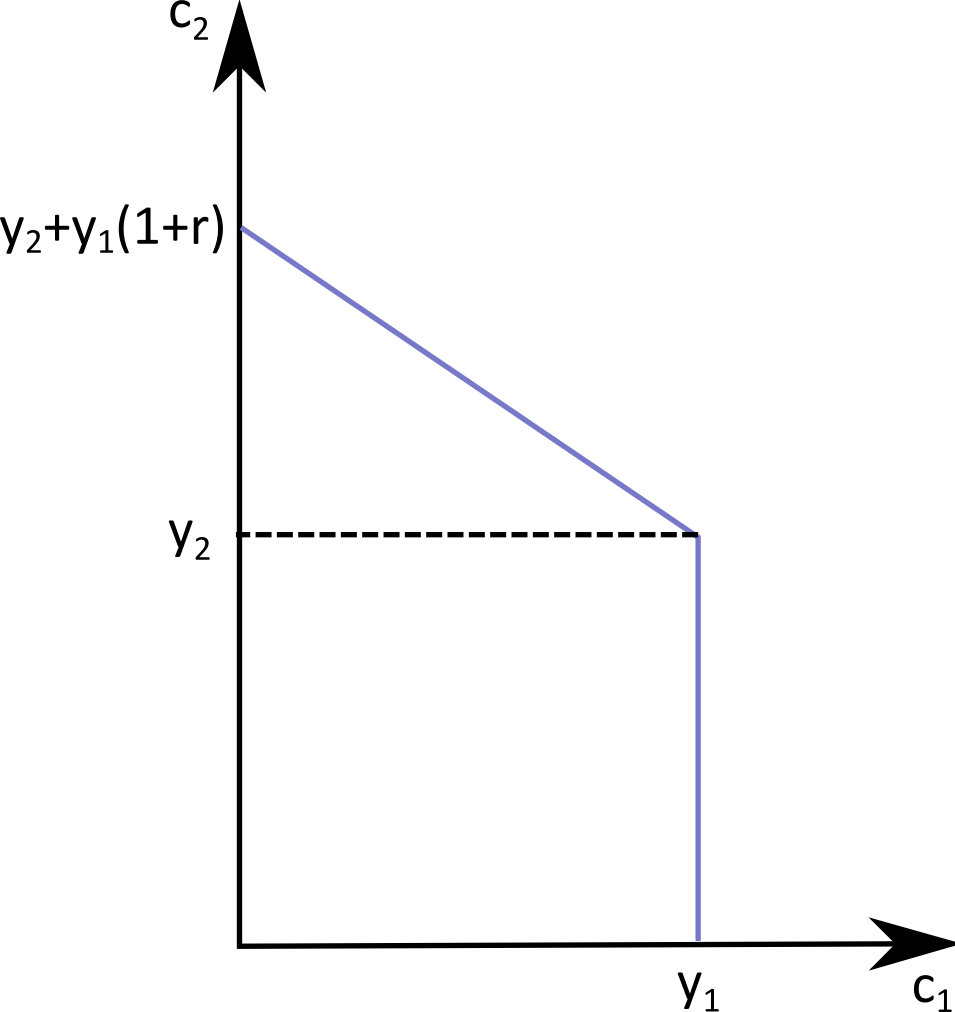 c₂
y₂+y₁(1+r)
y₂
y₁
c₁